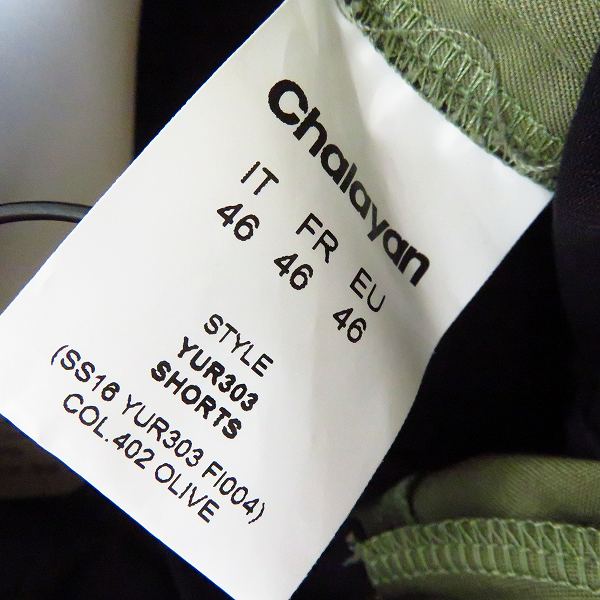 Chalayan
IT FR EU
46 46 46
STYLE
YUR303
SHORTS
(SS16 YUR303 FI004)
COL.402 OLIVE